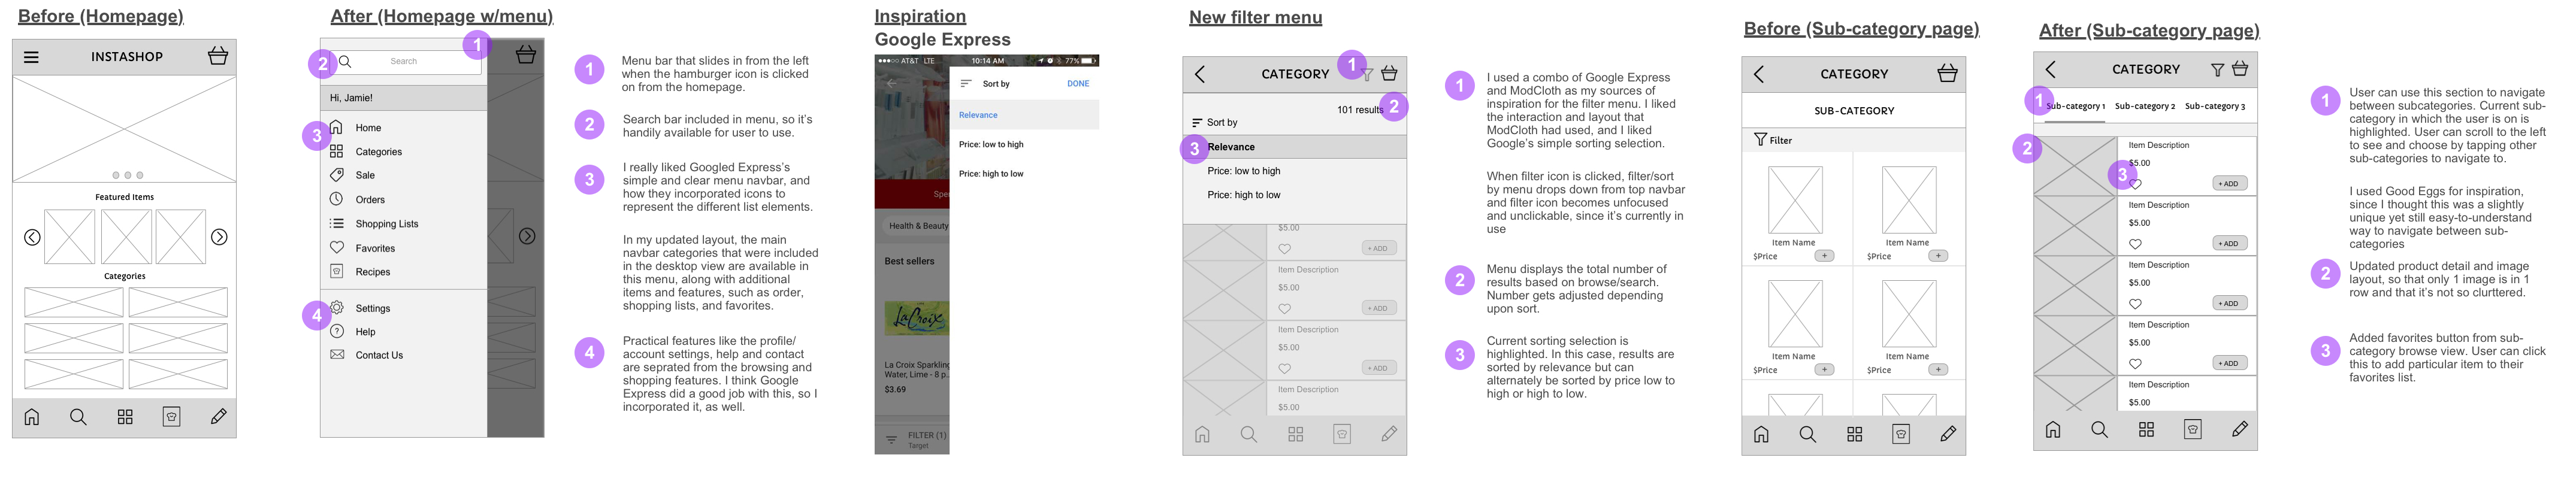 Before (Homepage)
INSTASHOP
Featured Items
Categories
After (Homepage w/menu)
1
2
Search
Hi, Jamie!
3
Home
Categories
Sale
Orders
Shopping Lists
Favorites
Recipes
4
Settings
Help
Contact Us
1
Menu bar that slides in from the left
when the hamburger icon is clicked
on from the homepage.
2
Search bar included in menu, so it's
handily available for user to use.
3
I really liked Googled Express's
simple and clear menu navbar, and
how they incorporated icons to
represent the different list elements.
In my updated layout, the main
navbar categories that were included
in the desktop view are available in
this menu, along with additional
items and features, such as order,
shopping lists, and favorites.
4
Practical features like the profile/
account settings, help and contact
are seprated from the browsing and
shopping features. I think Google
Express did a good job with this, so I
incorporated it, as well.
Inspiration
Google Express
AT&T LTE 10:14 AM 77%
Sort by DONE
Relevance
Price: low to high
Price: high to low
Spe
Health & Beauty
Best sellers
LaCroix
La Croix Sparkling
Water, Lime - 8 p..
$3.69
FILTER (1)
Target
New filter menu
CATEGORY
1
101 results
2
Sort by
3
Relevance
Price: low to high
Price: high to low
$5.00
+ ADD
Item Description
$5.00
+ ADD
Item Description
$5.00
+ ADD
Item Description
$5.00
1
I used a combo of Google Express
and ModCloth as my sources of
inspiration for the filter menu. I liked
the interaction and layout that
ModCloth had used, and I liked
Google's simple sorting selection.
When filter icon is clicked, filter/sort
by menu drops down from top navbar
and filter icon becomes unfocused
and unclickable, since it's currently in
use
2
Menu displays the total number of
results based on browse/search.
Number gets adjusted depending
upon sort.
3
Current sorting selection is
highlighted. In this case, results are
sorted by relevance but can
alternately be sorted by price low to
high or high to low.
Before (Sub-category page)
CATEGORY
SUB-CATEGORY
Filter
Item Name Item Name
$Price + $Price +
Item Name Item Name
$Price + $Price +
After (Sub-category page)
CATEGORY
1
Sub-category 1 Sub-category 2 Sub-category 3
2
Item Description
$5.00
3
+ ADD
Item Description
$5.00
+ ADD
Item Description
$5.00
+ ADD
Item Description
$5.00
+ ADD
Item Description
$5.00
1
User can use this section to navigate
between subcategories. Current sub-
category in which the user is on is
highlighted. User can scroll to the left
to see and choose by tapping other
sub-categories to navigate to.
I used Good Eggs for inspiration,
since I thought this was a slightly
unique yet still easy-to-understand
way to navigate between sub-
categories
2
Updated product detail and image
layout, so that only 1 image is in 1
row and that it's not so clurttered.
3
Added favorites button from sub-
category browse view. User can click
this to add particular item to their
favorites list.